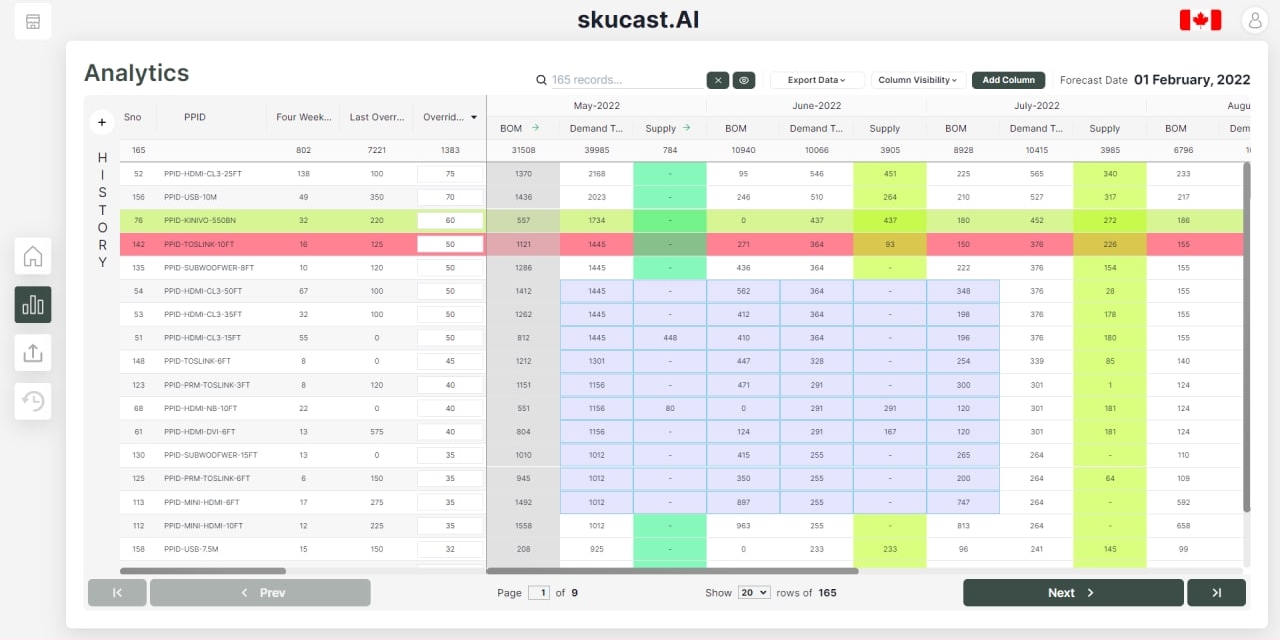 skucast.AI
Analytics
165 records...
Export Data
Column Visibility
Add Column
Forecast Date 01 February, 2022
May-2022 June-2022 July-2022 Augu
+ Sno PPID Four Week... Last Overr... Overrid... BOM Demand T... Supply BOM Demand T... Supply BOM Demand T... Supply BOM Dem
165 802 7221 1383 31508 39985 784 10940 10066 3905 8928 10415 3985 6796
HISTORY
52 PPID-HDMI-CL3-25FT 138 100 75 1370 2168 - 95 546 451 225 565 340 233
156 PPID-USB-10M 49 350 70 1436 2023 - 246 510 264 210 527 317 217
76 PPID-KINIVO-550BN 32 220 60 557 1734 - 0 437 437 180 452 272 186
142 PPID-TOSLINK-10FT 16 125 50 1121 1445 - 271 364 93 150 376 226 155
135 PPID-SUBWOOFWER-8FT 10 120 50 1286 1445 - 436 364 - 222 376 154 155
54 PPID-HDMI-CL3-50FT 67 100 50 1412 1445 - 562 364 - 348 376 28 155
53 PPID-HDMI-CL3-35FT 32 100 50 1262 1445 - 412 364 - 198 376 178 155
51 PPID-HDMI-CL3-15FT 55 0 50 812 1445 448 410 364 - 196 376 180 155
148 PPID-TOSLINK-6FT 8 0 45 1212 1301 - 447 328 - 254 339 85 140
123 PPID-PRM-TOSLINK-3FT 8 120 40 1151 1156 - 471 291 - 300 301 1 124
68 PPID-HDMI-NB-10FT 22 0 40 551 1156 80 0 291 291 120 301 181 124
61 PPID-HDMI-DVI-6FT 13 575 40 804 1156 - 124 291 167 120 301 181 124
130 PPID-SUBWOOFWER-15FT 13 0 35 1010 1012 - 415 255 - 265 264 - 110
125 PPID-PRM-TOSLINK-6FT 6 150 35 945 1012 - 350 255 - 200 264 64 109
113 PPID-MINI-HDMI-6FT 17 275 35 1492 1012 - 897 255 - 747 264 - 592
112 PPID-MINI-HDMI-10FT 12 225 35 1558 1012 - 963 255 - 813 264 - 658
158 PPID-USB-7.5M 15 150 32 208 925 - 0 233 233 96 241 145 99
Prev
Page 1 of 9
Show 20 rows of 165
Next